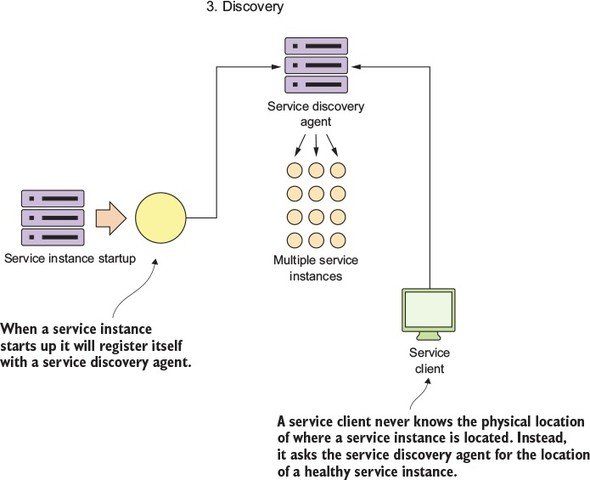 3. Discovery
Service discovery
agent
Service instance startup
Multiple service
instances
When a service instance
starts up it will register itself
with a service discovery agent.
Service
client
A service client never knows the physical location
of where a service instance is located. Instead,
it asks the service discovery agent for the location
of a healthy service instance.